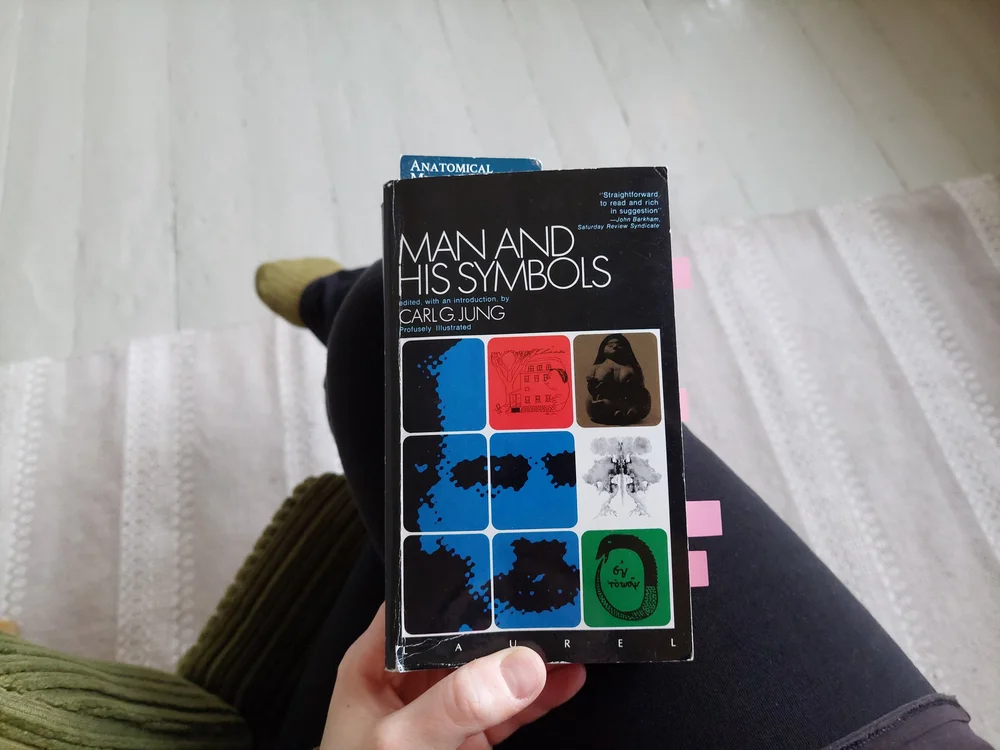 ANATOMICAL
"Straightforward
to read and rich
in suggestion"
—John Barkham,
Saturday Review Syndicate
MAN AND
HIS SYMBOLS
edited, with an introduction, by
CARL G. JUNG
Profusely Illustrated
ἓν
τὸ πᾶν
A U R E L